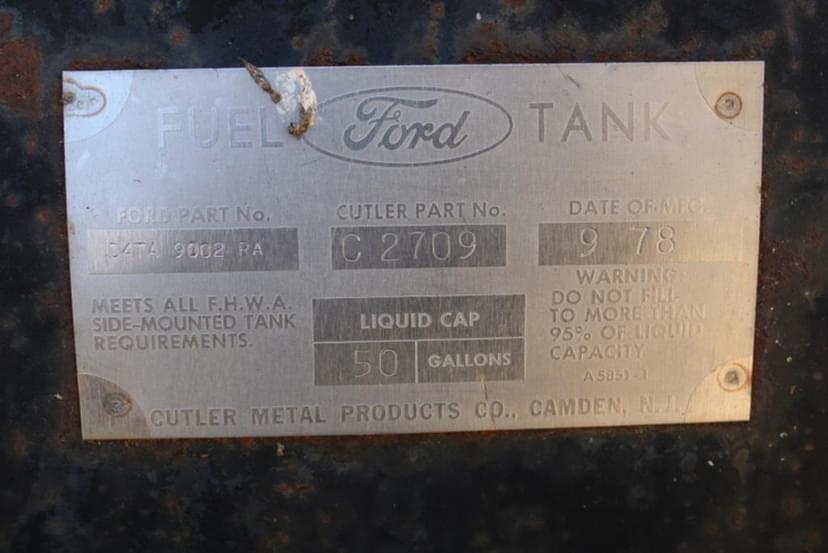 FUEL Ford TANK
FORD PART No.
D4TA 9002 RA
CUTLER PART No.
C 2709
DATE OF MFG.
9 78
MEETS ALL F.H.W.A.
SIDE-MOUNTED TANK
REQUIREMENTS.
LIQUID CAP
50 GALLONS
WARNING
DO NOT FILL
TO MORE THAN
95% OF LIQUID
CAPACITY
A5851-1
CUTLER METAL PRODUCTS CO., CAMDEN, N.J.